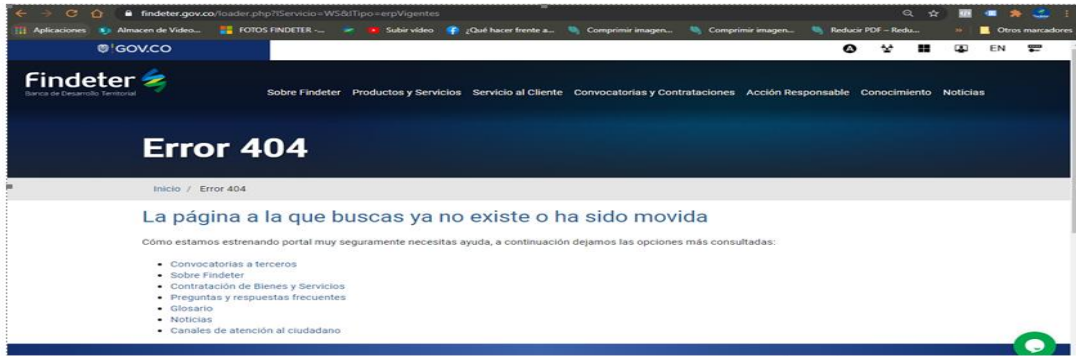 findeter.gov.co/loader.php?lServicio=WS&lTipo=erpVigentes
Aplicaciones Almacen de Video... FOTOS FINDETER -... Subir vídeo ¿Qué hacer frente a... Comprimir imagen... Comprimir imagen... Reducir PDF – Redu... » Otros marcadores
GOV.CO A EN
Findeter
Banca de Desarrollo Territorial
Sobre Findeter Productos y Servicios Servicio al Cliente Convocatorias y Contrataciones Acción Responsable Conocimiento Noticias
Error 404
Inicio / Error 404
La página a la que buscas ya no existe o ha sido movida
Cómo estamos estrenando portal muy seguramente necesitas ayuda, a continuación dejamos las opciones más consultadas:
• Convocatorias a terceros
• Sobre Findeter
• Contratación de Bienes y Servicios
• Preguntas y respuestas frecuentes
• Glosario
• Noticias
• Canales de atención al ciudadano